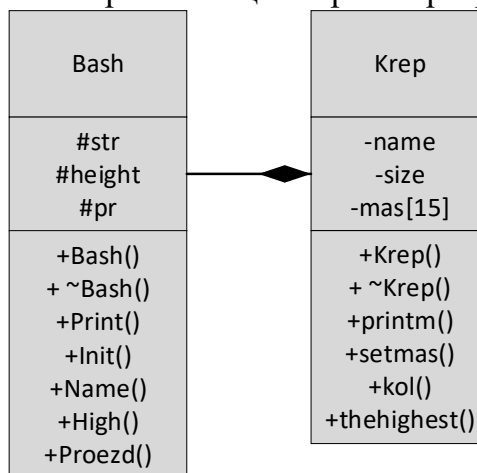 Bash
#str
#height
#pr
+Bash()
+ ~Bash()
+Print()
+Init()
+Name()
+High()
+Proezd()
Krep
-name
-size
-mas[15]
+Krep()
+ ~Krep()
+printm()
+setmas()
+kol()
+thehighest()